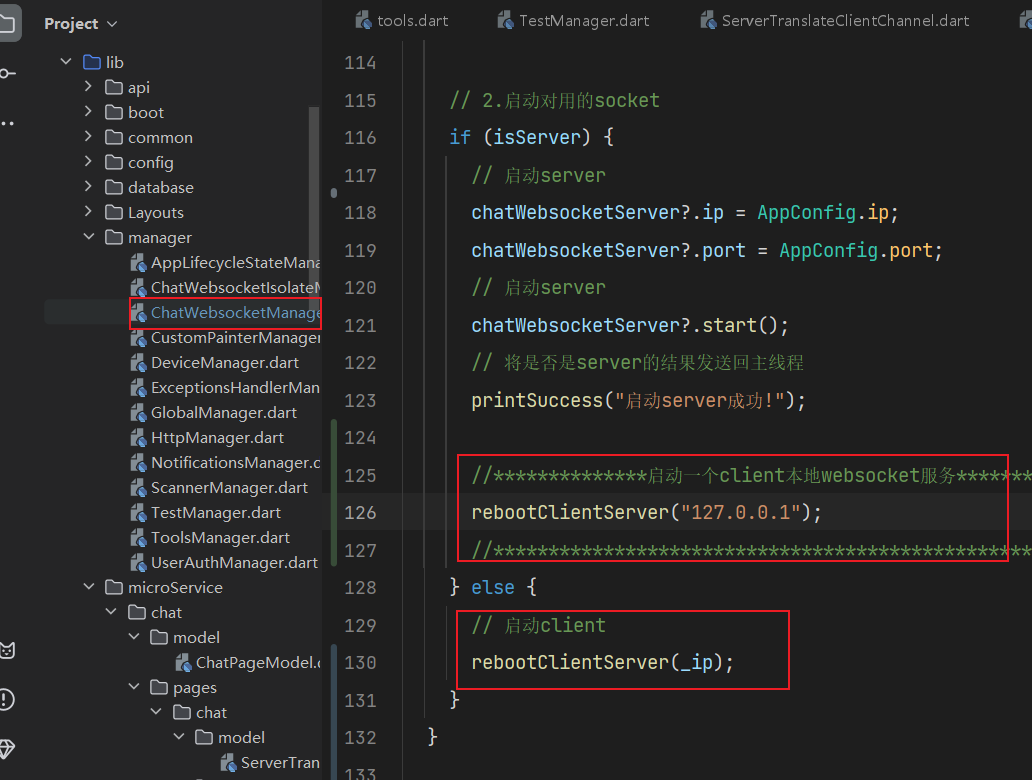 Project
lib
api
boot
common
config
database
Layouts
manager
AppLifecycleStateMana
ChatWebsocketIsolateM
ChatWebsocketManage
CustomPainterManager
DeviceManager.dart
ExceptionsHandlerMan
GlobalManager.dart
HttpManager.dart
NotificationsManager.d
ScannerManager.dart
TestManager.dart
ToolsManager.dart
UserAuthManager.dart
microService
chat
model
ChatPageModel.d
pages
chat
model
ServerTran
tools.dart TestManager.dart ServerTranslateClientChannel.dart
114
115 // 2.启动对用的socket
116 if (isServer) {
117 // 启动server
118 chatWebsocketServer?.ip = AppConfig.ip;
119 chatWebsocketServer?.port = AppConfig.port;
120 // 启动server
121 chatWebsocketServer?.start();
122 // 将是否是server的结果发送回主线程
123 printSuccess("启动server成功!");
124
125 //**************启动一个client本地websocket服务*******
126 rebootClientServer("127.0.0.1");
127 //*************************************************
128 } else {
129 // 启动client
130 rebootClientServer(_ip);
131 }
132 }
133